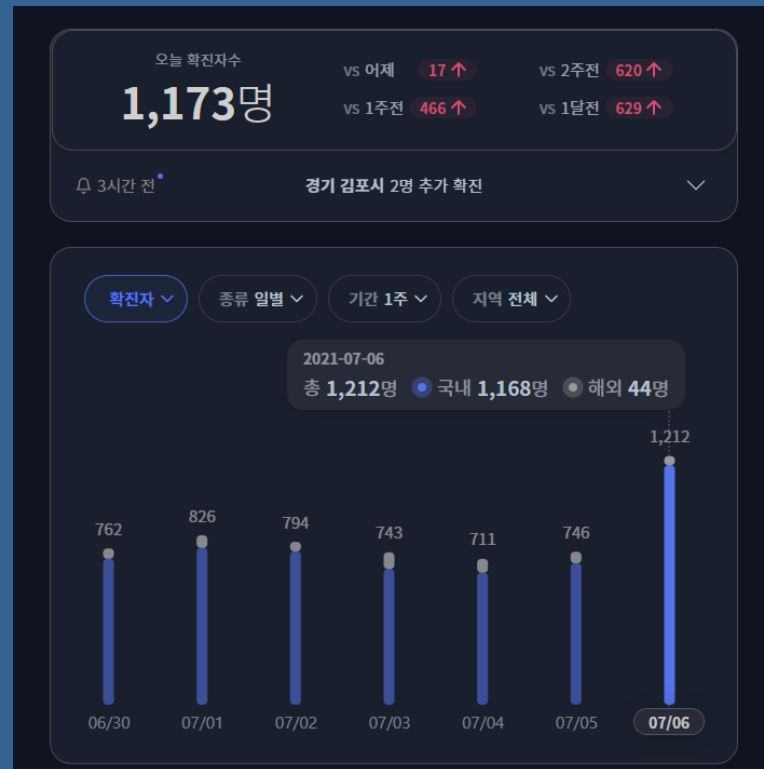 오늘 확진자수
1,173명
vs 어제 17 ↑
vs 2주전 620 ↑
vs 1주전 466 ↑
vs 1달전 629 ↑
3시간 전
경기 김포시 2명 추가 확진
확진자
종류 일별
기간 1주
지역 전체
2021-07-06
총 1,212명 국내 1,168명 해외 44명
1,212
826
794
762
743
711
746
06/30 07/01 07/02 07/03 07/04 07/05 07/06